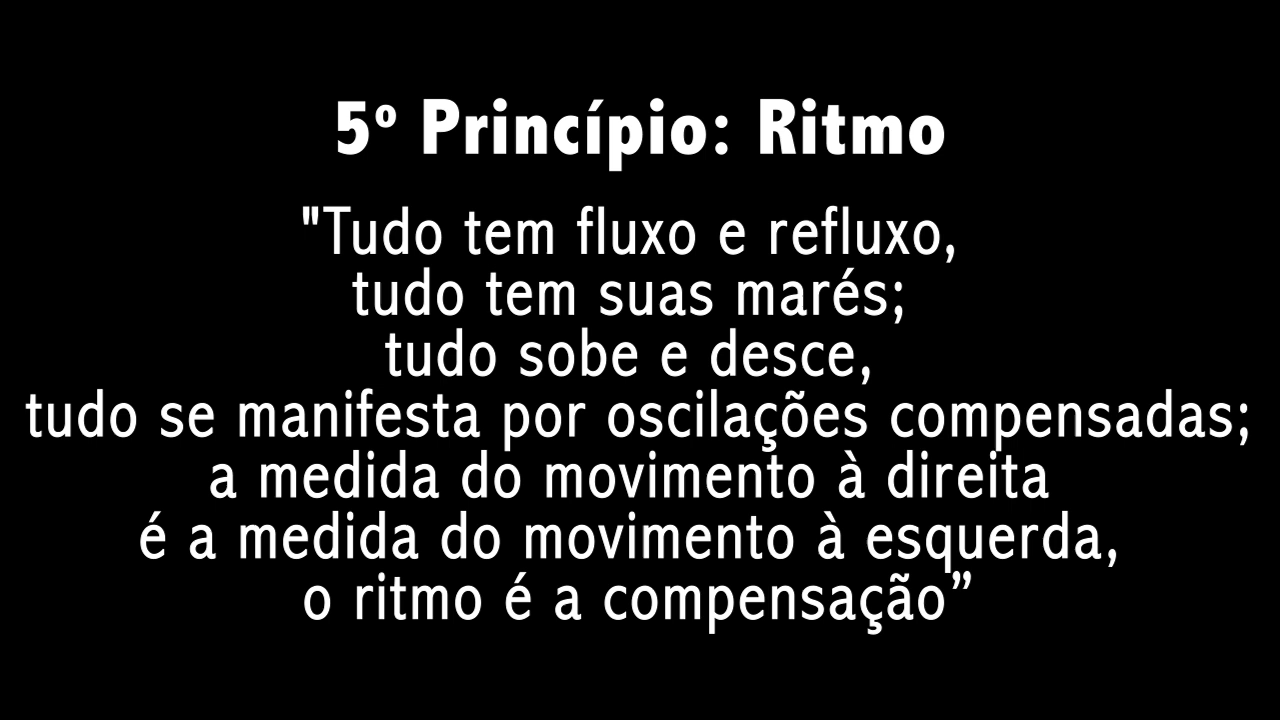 5º Princípio: Ritmo
"Tudo tem fluxo e refluxo,
tudo tem suas marés;
tudo sobe e desce,
tudo se manifesta por oscilações compensadas;
a medida do movimento à direita
é a medida do movimento à esquerda,
o ritmo é a compensação”